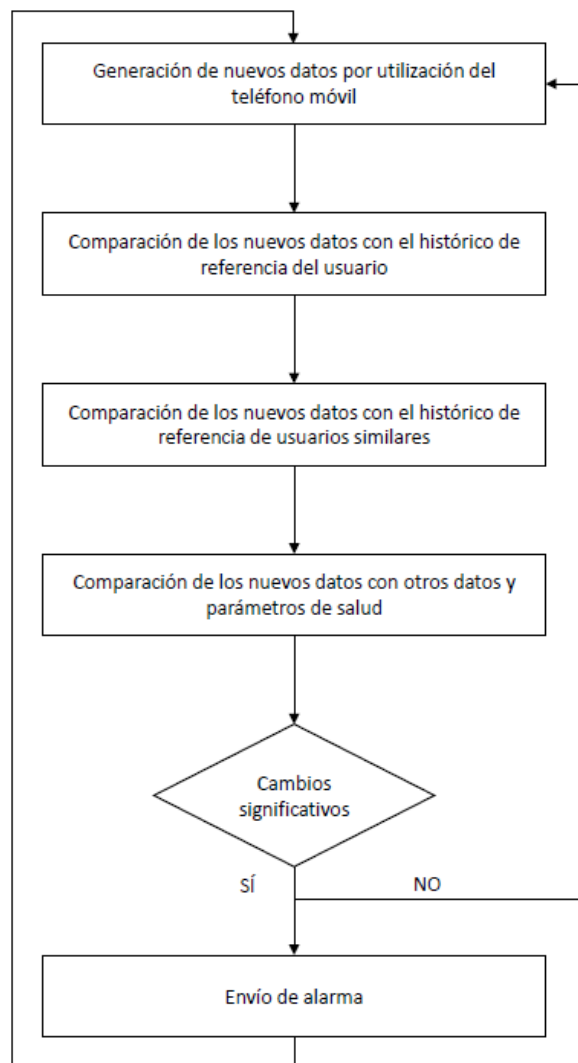 Generación de nuevos datos por utilización del
teléfono móvil
Comparación de los nuevos datos con el histórico de
referencia del usuario
Comparación de los nuevos datos con el histórico de
referencia de usuarios similares
Comparación de los nuevos datos con otros datos y
parámetros de salud
Cambios
significativos
SÍ NO
Envío de alarma